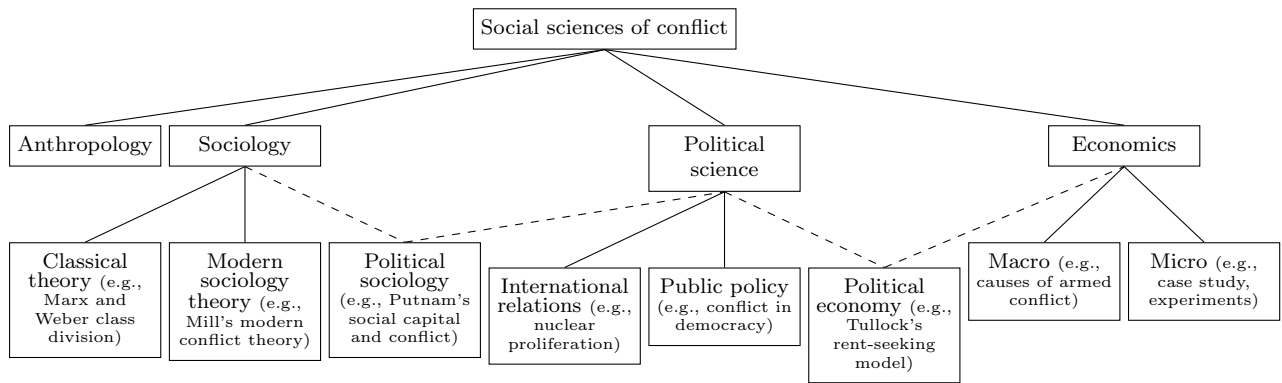 Social sciences of conflict
Anthropology
Sociology
Political
science
Economics
Classical
theory (e.g.,
Marx and
Weber class
division)
Modern
sociology
theory (e.g.,
Mill's modern
conflict theory)
Political
sociology
(e.g., Putnam's
social capital
and conflict)
International
relations (e.g.,
nuclear
proliferation)
Public policy
(e.g., conflict in
democracy)
Political
economy (e.g.,
Tullock's
rent-seeking
model)
Macro (e.g.,
causes of armed
conflict)
Micro (e.g.,
case study,
experiments)